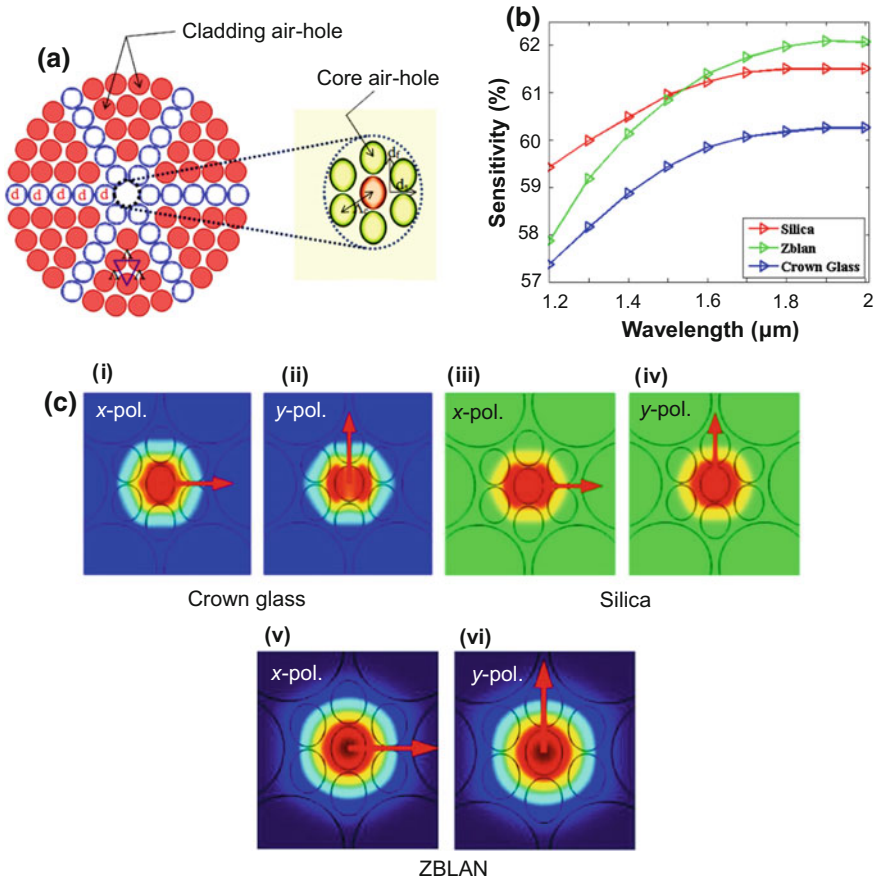 (a)
Cladding air-hole
Core air-hole
d d d d d
Λ Λ
Λ
(b)
Sensitivity (%)
62
61
60
59
58
57
1.2 1.4 1.6 1.8 2
Wavelength (µm)
Silica
Zblan
Crown Glass
(c)
(i) (ii) (iii) (iv)
x-pol. y-pol. x-pol. y-pol.
Crown glass Silica
(v) (vi)
x-pol. y-pol.
ZBLAN